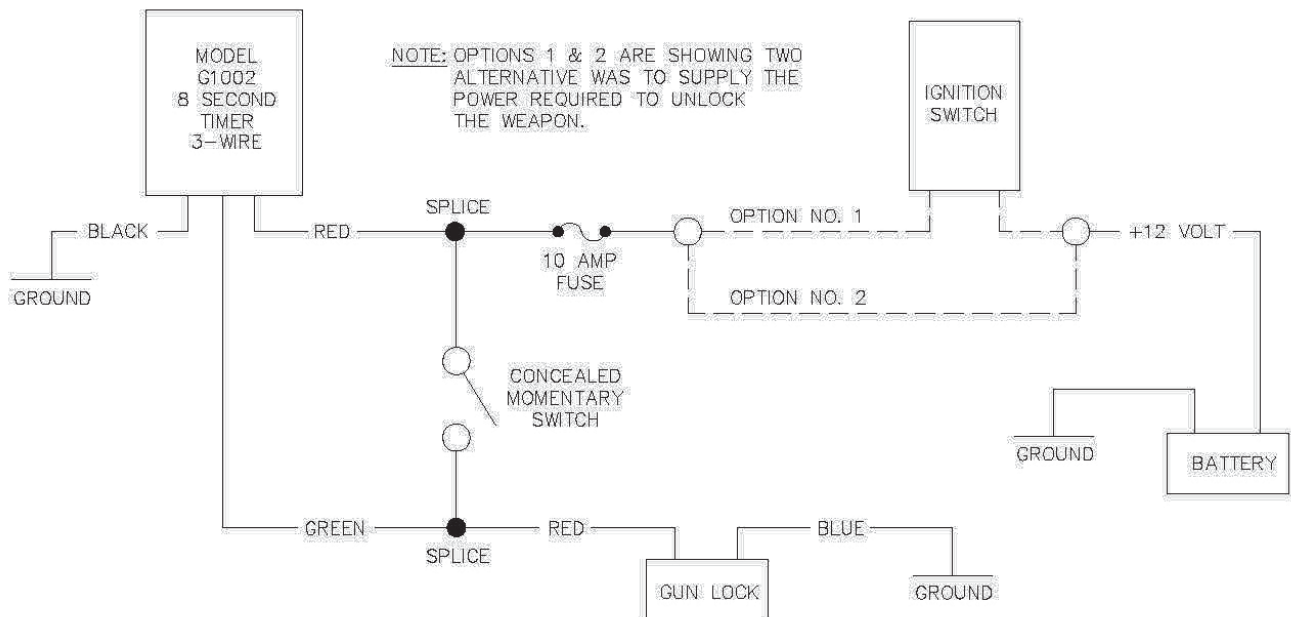 MODEL
G1002
8 SECOND
TIMER
3-WIRE
NOTE: OPTIONS 1 & 2 ARE SHOWING TWO
ALTERNATIVE WAS TO SUPPLY THE
POWER REQUIRED TO UNLOCK
THE WEAPON.
IGNITION
SWITCH
BLACK
RED
SPLICE
OPTION NO. 1
+12 VOLT
10 AMP
FUSE
GROUND
OPTION NO. 2
CONCEALED
MOMENTARY
SWITCH
GROUND
BATTERY
GREEN
RED
BLUE
SPLICE
GUN LOCK
GROUND